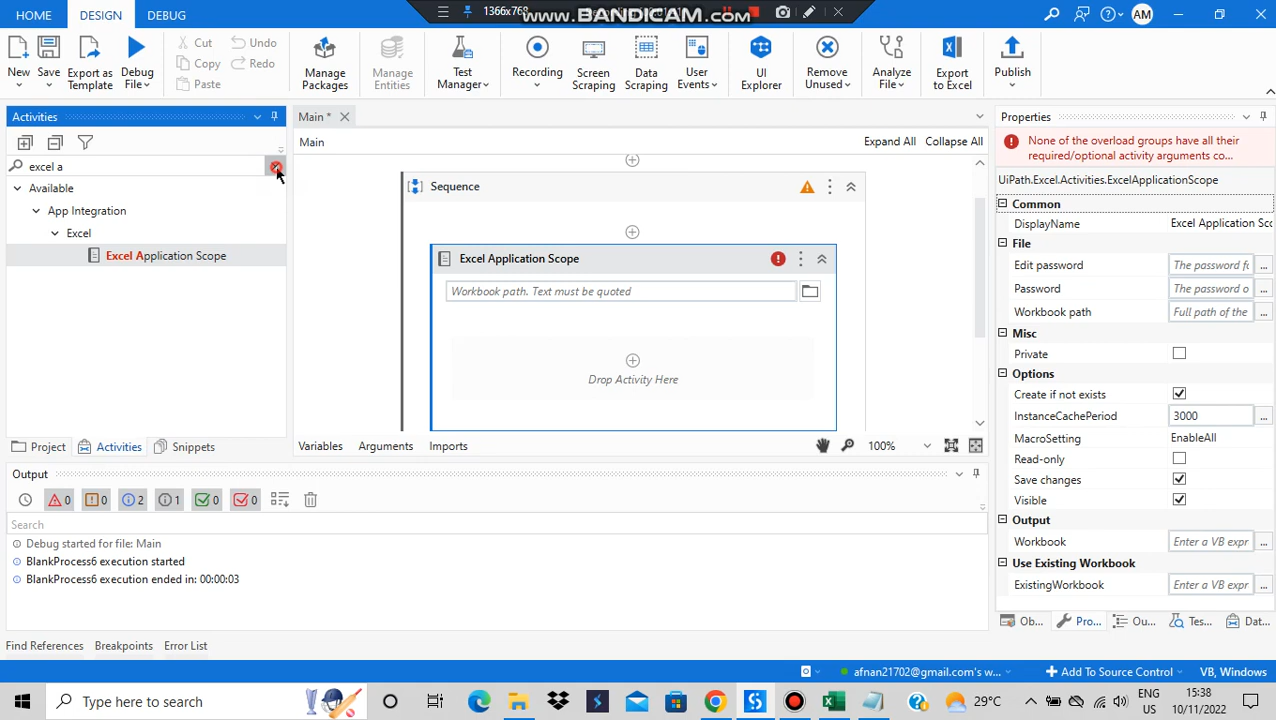 HOME DESIGN DEBUG
1366x768
www.BANDICAM.com
AM
New Save Export as Template Debug File
Cut Copy Paste
Undo Redo
Manage Packages Manage Entities Test Manager Recording Screen Scraping Data Scraping User Events UI Explorer Remove Unused Analyze File Export to Excel Publish
Activities
excel a
Available
App Integration
Excel
Excel Application Scope
Project Activities Snippets
Main *
Main
Expand All Collapse All
Sequence
Excel Application Scope
Workbook path. Text must be quoted
Drop Activity Here
Variables Arguments Imports 100%
Properties
None of the overload groups have all their
required/optional activity arguments co...
UiPath.Excel.Activities.ExcelApplicationScope
Common
DisplayName Excel Application Sco
File
Edit password The password fo ...
Password The password o ...
Workbook path Full path of the ...
Misc
Private
Options
Create if not exists
InstanceCachePeriod 3000 ...
MacroSetting EnableAll
Read-only
Save changes
Visible
Output
Workbook Enter a VB expr ...
Use Existing Workbook
ExistingWorkbook Enter a VB expr ...
Ob... Pro... Ou... Tes... Dat...
Output
0 0 2 1 0 0
Search
Debug started for file: Main
BlankProcess6 execution started
BlankProcess6 execution ended in: 00:00:03
Find References Breakpoints Error List
afnan21702@gmail.com's w... Add To Source Control VB, Windows
Type here to search
29°C
ENG
US
15:38
10/11/2022